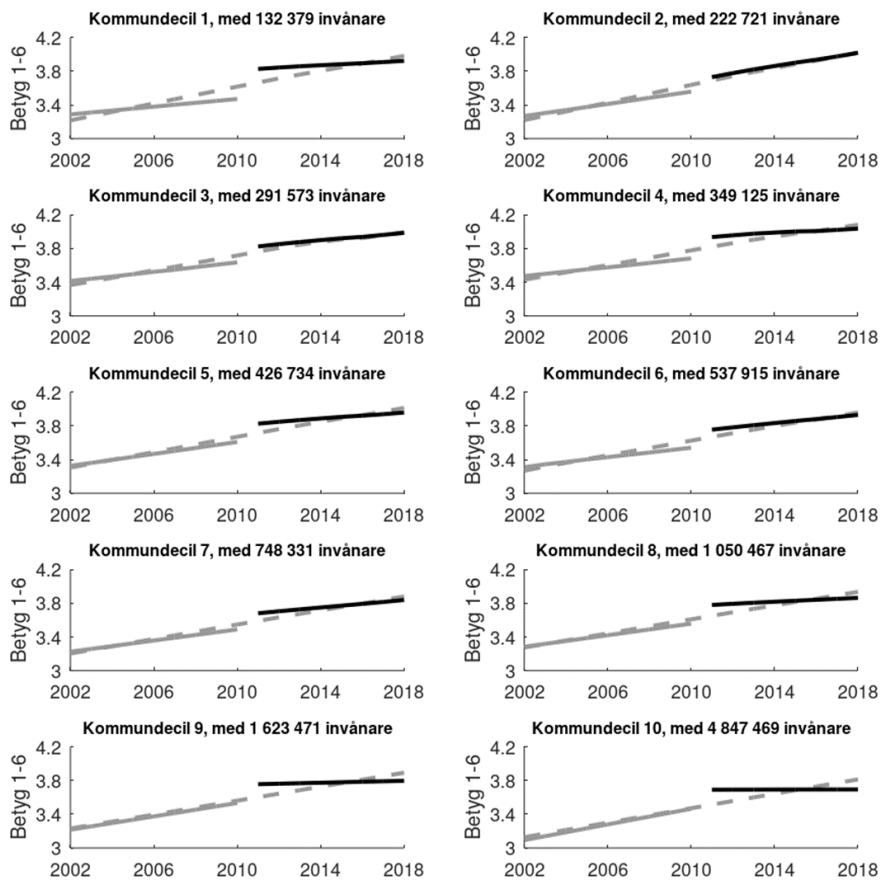 Kommundecil 1, med 132 379 invånare
4.2
3.8
3.4
3
Betyg 1-6
2002 2006 2010 2014 2018
Kommundecil 2, med 222 721 invånare
4.2
3.8
3.4
3
Betyg 1-6
2002 2006 2010 2014 2018
Kommundecil 3, med 291 573 invånare
4.2
3.8
3.4
3
Betyg 1-6
2002 2006 2010 2014 2018
Kommundecil 4, med 349 125 invånare
4.2
3.8
3.4
3
Betyg 1-6
2002 2006 2010 2014 2018
Kommundecil 5, med 426 734 invånare
4.2
3.8
3.4
3
Betyg 1-6
2002 2006 2010 2014 2018
Kommundecil 6, med 537 915 invånare
4.2
3.8
3.4
3
Betyg 1-6
2002 2006 2010 2014 2018
Kommundecil 7, med 748 331 invånare
4.2
3.8
3.4
3
Betyg 1-6
2002 2006 2010 2014 2018
Kommundecil 8, med 1 050 467 invånare
4.2
3.8
3.4
3
Betyg 1-6
2002 2006 2010 2014 2018
Kommundecil 9, med 1 623 471 invånare
4.2
3.8
3.4
3
Betyg 1-6
2002 2006 2010 2014 2018
Kommundecil 10, med 4 847 469 invånare
4.2
3.8
3.4
3
Betyg 1-6
2002 2006 2010 2014 2018